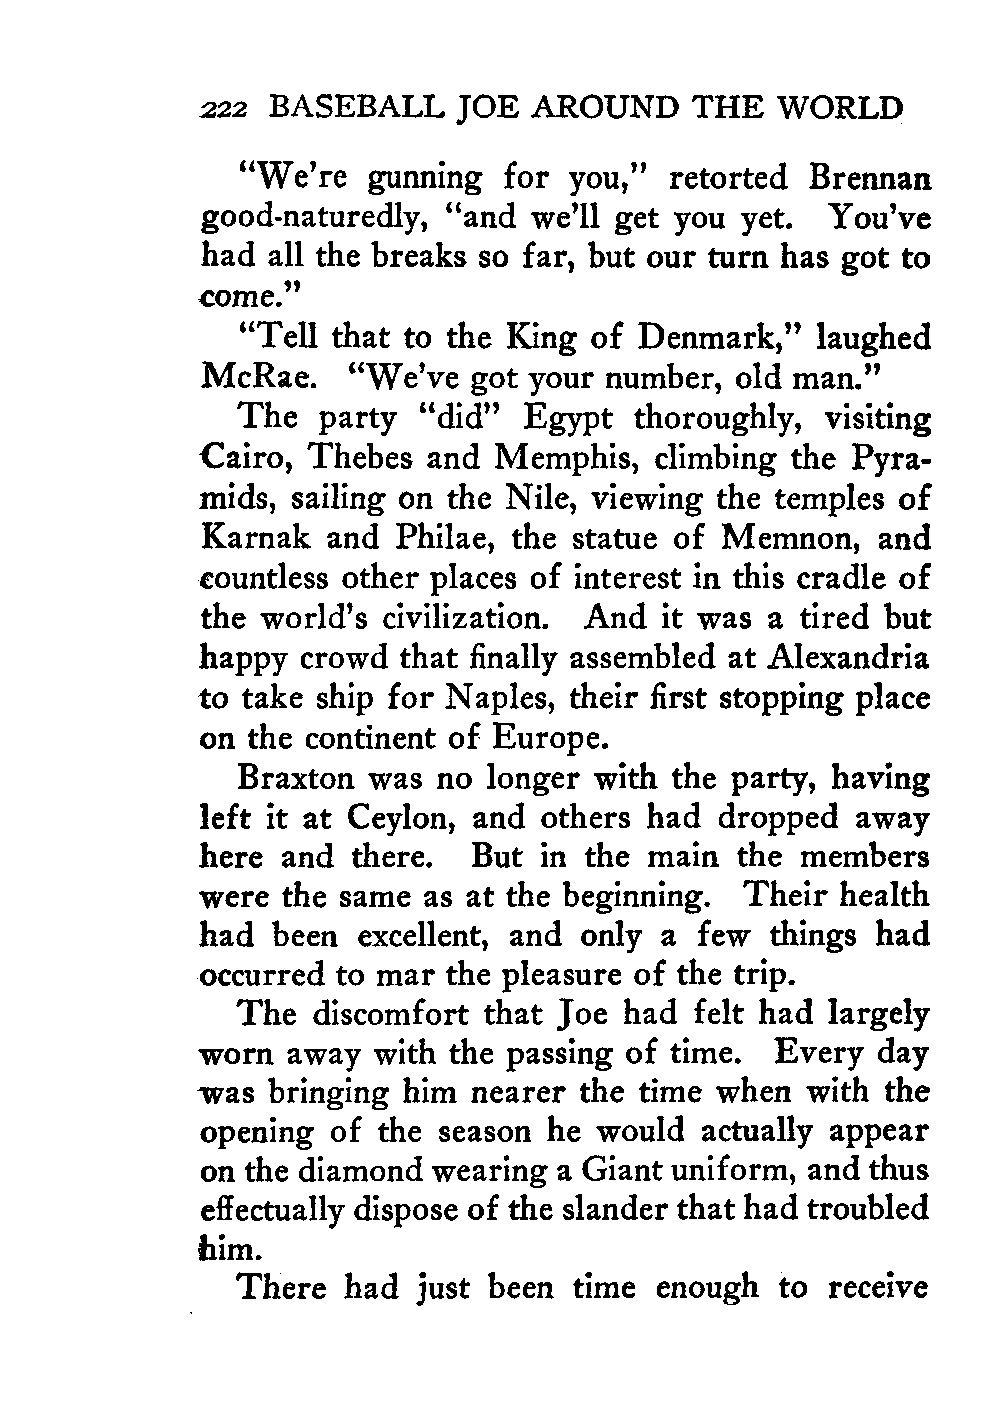 222 BASEBALL JOE AROUND THE WORLD
“We’re gunning for you,” retorted Brennan
good-naturedly, “and we’ll get you yet. You’ve
had all the breaks so far, but our turn has got to
come.”
“Tell that to the King of Denmark,” laughed
McRae. “We’ve got your number, old man.”
The party “did” Egypt thoroughly, visiting
Cairo, Thebes and Memphis, climbing the Pyra-
mids, sailing on the Nile, viewing the temples of
Karnak and Philae, the statue of Memnon, and
countless other places of interest in this cradle of
the world’s civilization. And it was a tired but
happy crowd that finally assembled at Alexandria
to take ship for Naples, their first stopping place
on the continent of Europe.
Braxton was no longer with the party, having
left it at Ceylon, and others had dropped away
here and there. But in the main the members
were the same as at the beginning. Their health
had been excellent, and only a few things had
occurred to mar the pleasure of the trip.
The discomfort that Joe had felt had largely
worn away with the passing of time. Every day
was bringing him nearer the time when with the
opening of the season he would actually appear
on the diamond wearing a Giant uniform, and thus
effectually dispose of the slander that had troubled
him.
There had just been time enough to receive